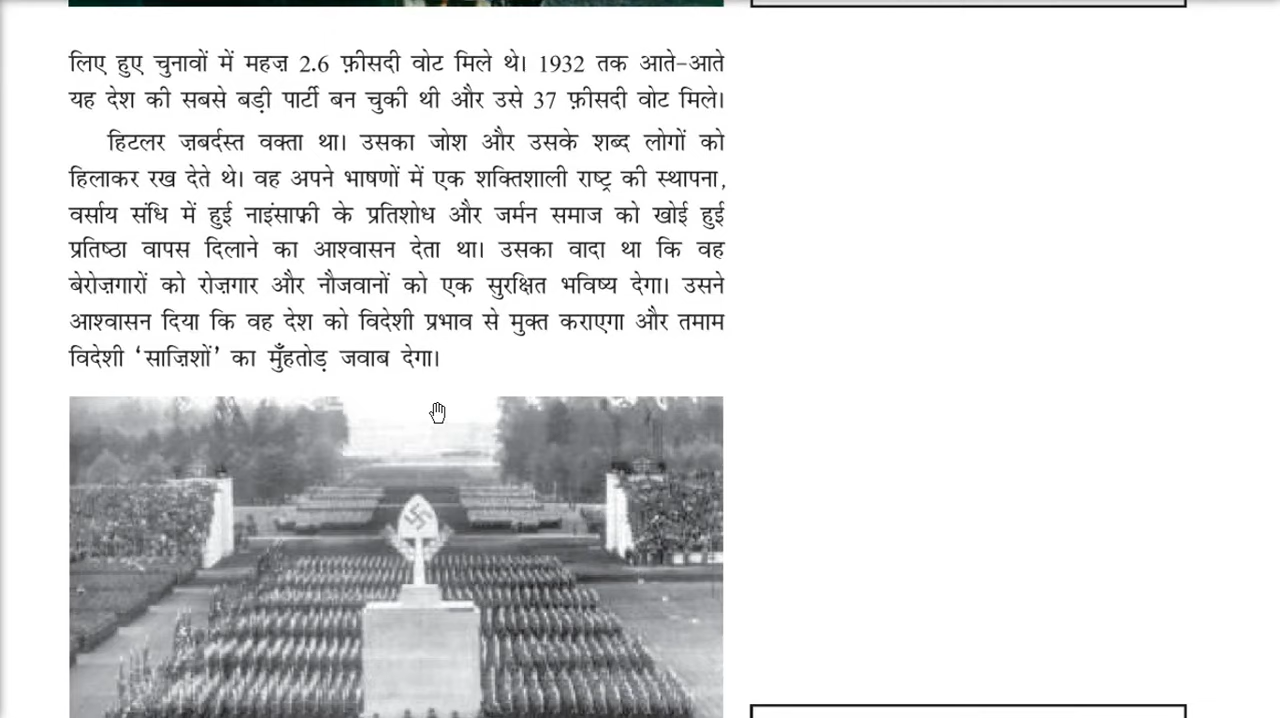 लिए हुए चुनावों में महज़ 2.6 फ़ीसदी वोट मिले थे। 1932 तक आते-आते
यह देश की सबसे बड़ी पार्टी बन चुकी थी और उसे 37 फ़ीसदी वोट मिले।
हिटलर ज़बर्दस्त वक्ता था। उसका जोश और उसके शब्द लोगों को
हिलाकर रख देते थे। वह अपने भाषणों में एक शक्तिशाली राष्ट्र की स्थापना,
वर्साय संधि में हुई नाइंसाफ़ी के प्रतिशोध और जर्मन समाज को खोई हुई
प्रतिष्ठा वापस दिलाने का आश्वासन देता था। उसका वादा था कि वह
बेरोज़गारों को रोज़गार और नौजवानों को एक सुरक्षित भविष्य देगा। उसने
आश्वासन दिया कि वह देश को विदेशी प्रभाव से मुक्त कराएगा और तमाम
विदेशी ‘साज़िशों’ का मुँहतोड़ जवाब देगा।